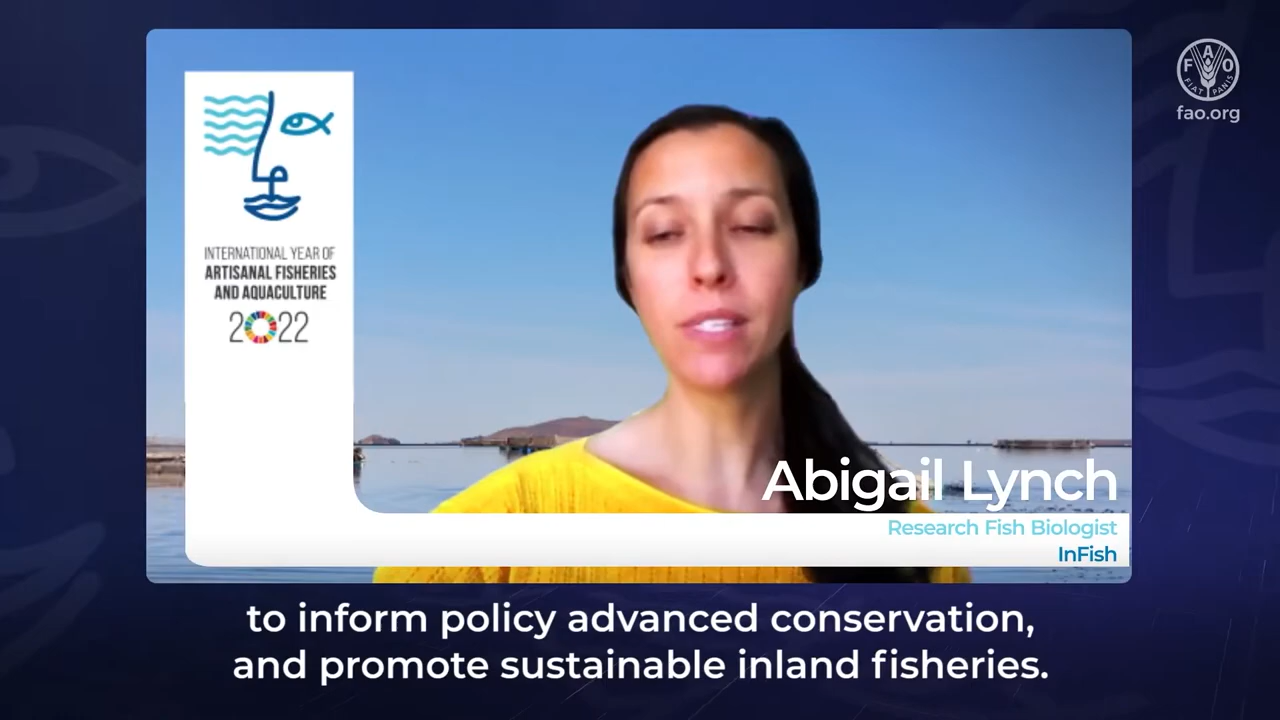 INTERNATIONAL YEAR OF
ARTISANAL FISHERIES
AND AQUACULTURE
2022
F A O
FIAT PANIS
fao.org
Abigail Lynch
Research Fish Biologist
InFish
to inform policy advanced conservation,
and promote sustainable inland fisheries.